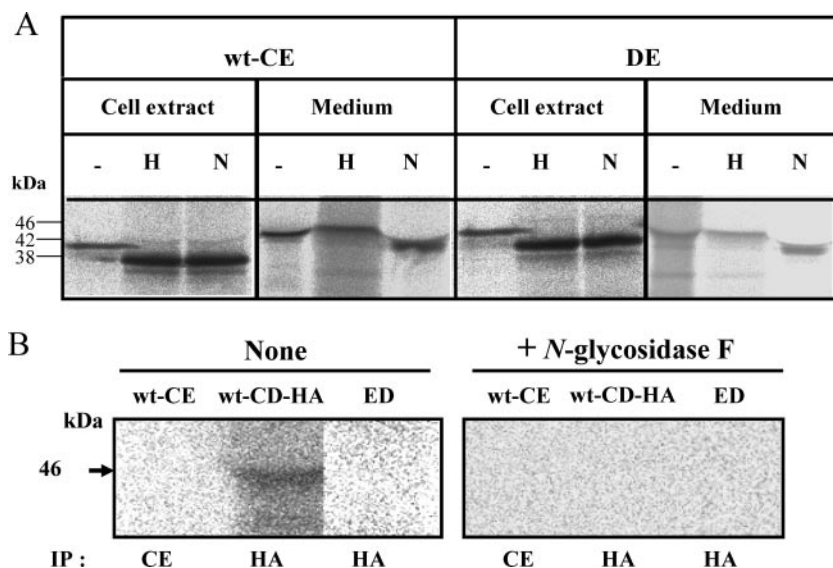 A
wt-CE DE
Cell extract Medium Cell extract Medium
- H N - H N - H N - H N
kDa
46
42
38
B
None + N-glycosidase F
wt-CE wt-CD-HA ED wt-CE wt-CD-HA ED
kDa
46
IP : CE HA HA CE HA HA